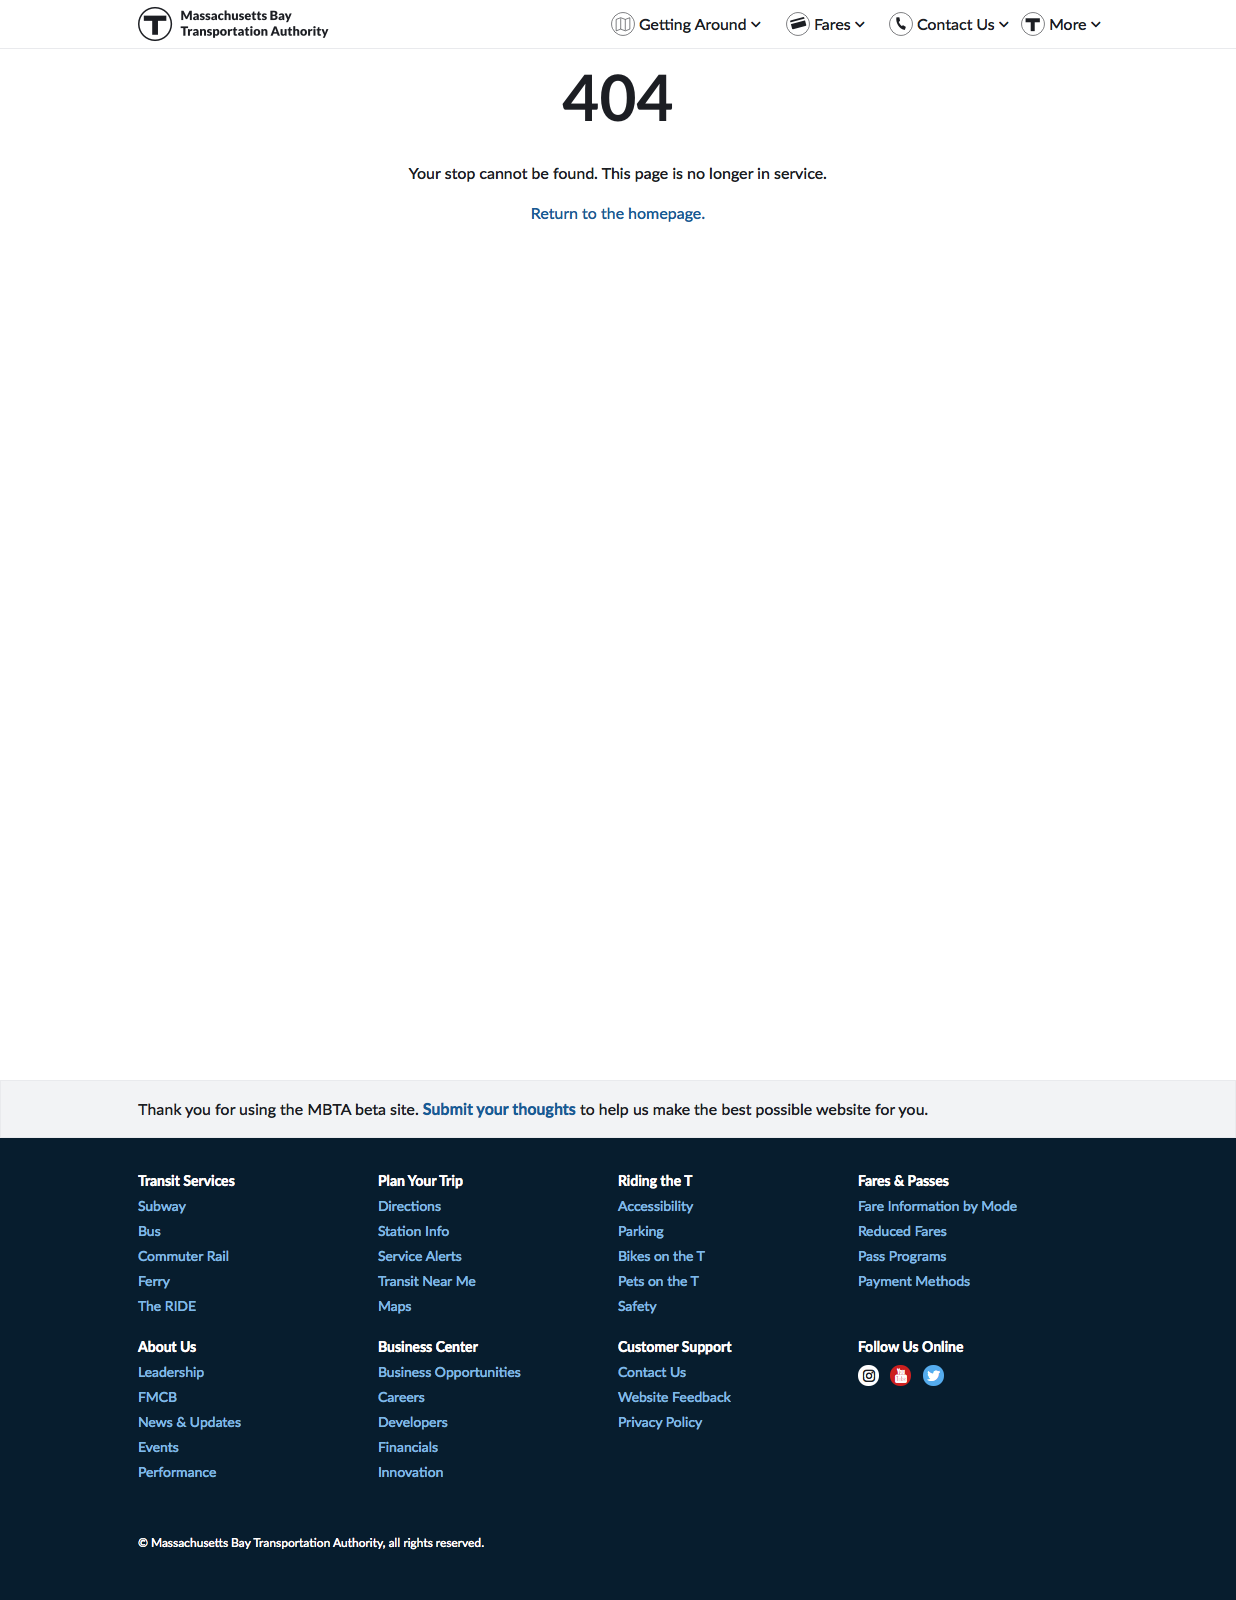 Massachusetts Bay
Transportation Authority
Getting Around
Fares
Contact Us
More
404
Your stop cannot be found. This page is no longer in service.
Return to the homepage.
Thank you for using the MBTA beta site. Submit your thoughts to help us make the best possible website for you.
Transit Services
Subway
Bus
Commuter Rail
Ferry
The RIDE
Plan Your Trip
Directions
Station Info
Service Alerts
Transit Near Me
Maps
Riding the T
Accessibility
Parking
Bikes on the T
Pets on the T
Safety
Fares & Passes
Fare Information by Mode
Reduced Fares
Pass Programs
Payment Methods
About Us
Leadership
FMCB
News & Updates
Events
Performance
Business Center
Business Opportunities
Careers
Developers
Financials
Innovation
Customer Support
Contact Us
Website Feedback
Privacy Policy
Follow Us Online
© Massachusetts Bay Transportation Authority, all rights reserved.